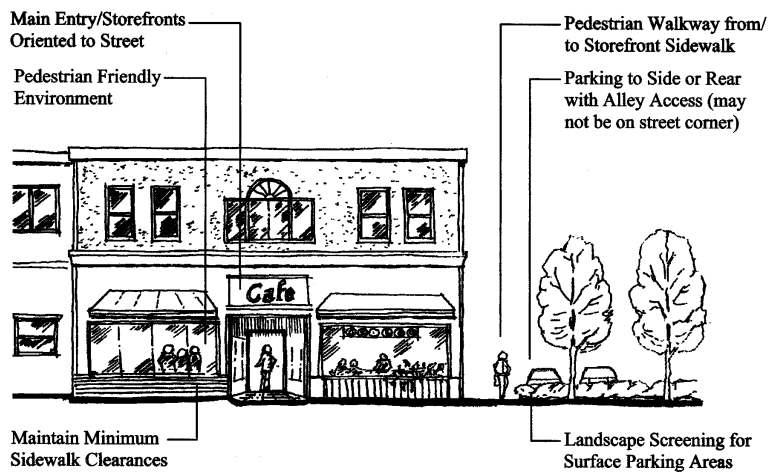 Main Entry/Storefronts
Oriented to Street
Pedestrian Friendly
Environment
Pedestrian Walkway from/
to Storefront Sidewalk
Parking to Side or Rear
with Alley Access (may
not be on street corner)
Cafe
Maintain Minimum
Sidewalk Clearances
Landscape Screening for
Surface Parking Areas